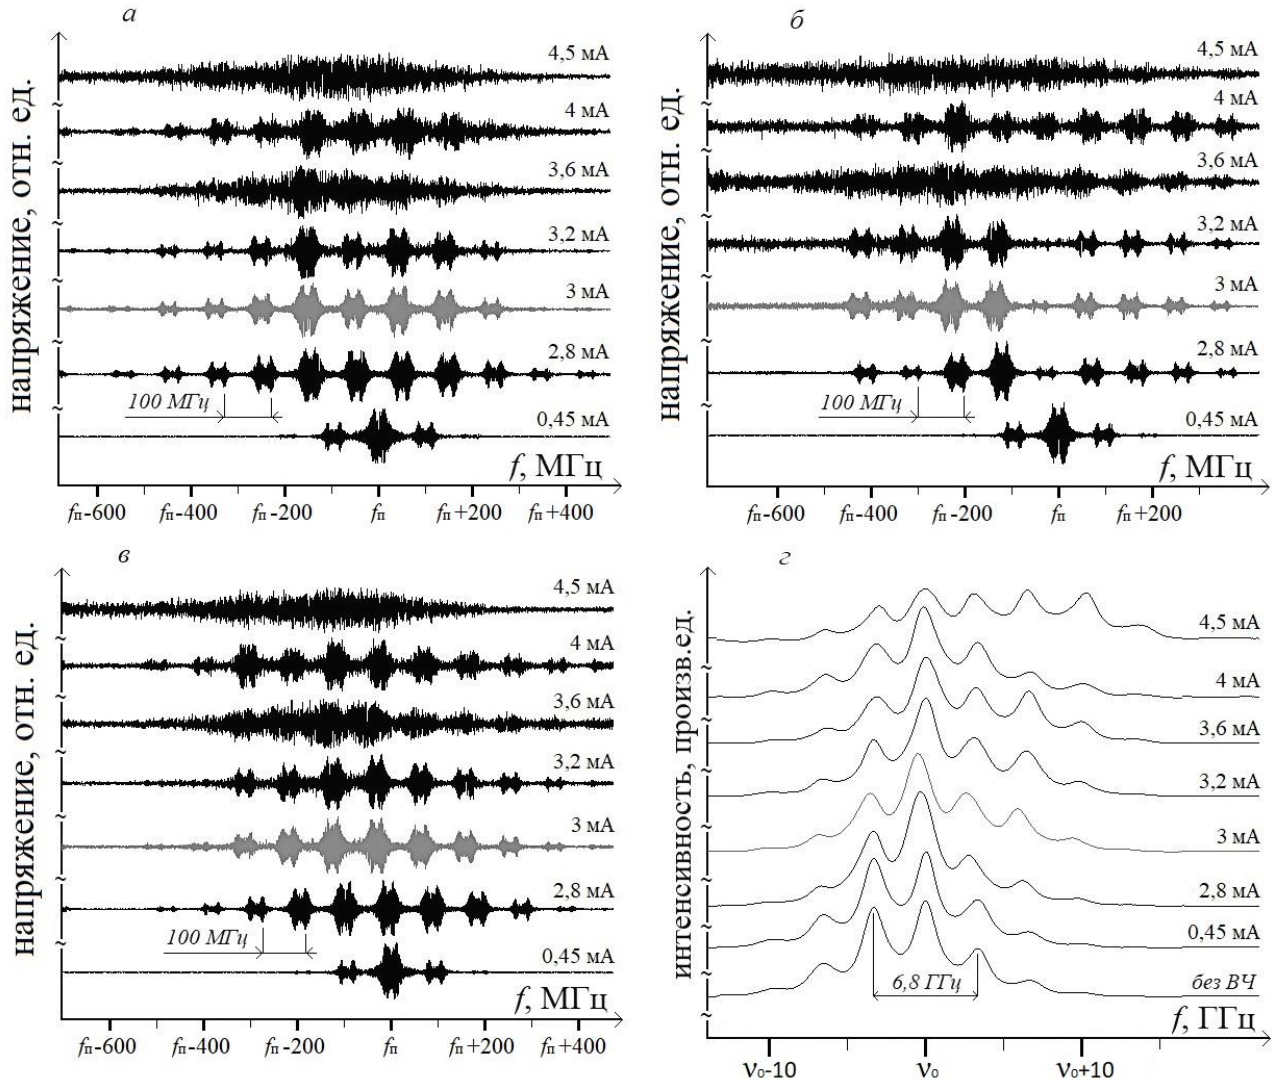 а
напряжение, отн. ед.
4,5 мА
4 мА
3,6 мА
3,2 мА
3 мА
2,8 мА
100 МГц
0,45 мА
f, МГц
fп-600 fп-400 fп-200 fп fп+200 fп+400
б
напряжение, отн. ед.
4,5 мА
4 мА
3,6 мА
3,2 мА
3 мА
2,8 мА
100 МГц
0,45 мА
f, МГц
fп-600 fп-400 fп-200 fп fп+200
в
напряжение, отн. ед.
4,5 мА
4 мА
3,6 мА
3,2 мА
3 мА
2,8 мА
100 МГц
0,45 мА
f, МГц
fп-600 fп-400 fп-200 fп fп+200 fп+400
г
интенсивность, произв.ед.
4,5 мА
4 мА
3,6 мА
3,2 мА
3 мА
2,8 мА
0,45 мА
6,8 ГГц
без ВЧ
f, ГГц
ν₀-10 ν₀ ν₀+10